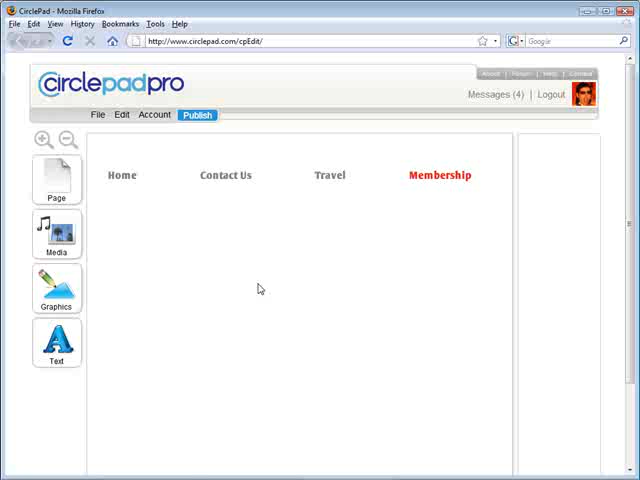 CirclePad - Mozilla Firefox
File Edit View History Bookmarks Tools Help
http://www.circlepad.com/cpEdit/
Google
circlepadpro
About | Forum | Help | Contact
Messages (4) | Logout
File Edit Account Publish
Home Contact Us Travel Membership
Page
Media
Graphics
A
Text